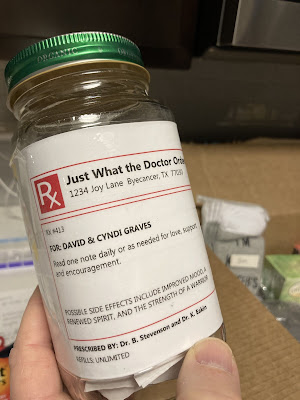 Rx
Just What the Doctor Ordere
1234 Joy Lane Byecancer, TX 77293
RX #413
FOR: DAVID & CYNDI GRAVES
Read one note daily or as needed for love, support,
and encouragement.
POSSIBLE SIDE EFFECTS INCLUDE IMPROVED MOOD, A
RENEWED SPIRIT, AND THE STRENGTH OF A WARRIOR
PRESCRIBED BY: Dr. B. Stevenson and Dr. K. Eakin
REFILLS: UNLIMITED